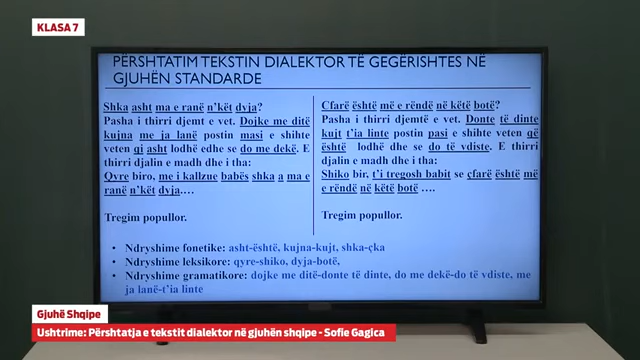 KLASA 7
PËRSHTATIM TEKSTIN DIALEKTOR TË GEGËRISHTES NË
GJUHËN STANDARDE
Shka asht ma e ranë n'kët dyja?
Pasha i thirri djemt e vet. Dojke me ditë
kujna me ja lanë postin masi e shihte
veten qi asht lodhë edhe se do me dekë. E
thirri djalin e madh dhe i tha:
Qyre biro, me i kallzue babës shka a ma e
ranë n'kët dyja….
Tregim popullor.
Cfarë është më e rëndë në këtë botë?
Pasha i thirri djemtë e vet. Donte të dinte
kujt t'ia linte postin pasi e shihte veten që
është lodhë dhe se do të vdiste. E thirri
djalin e madh dhe i tha:
Shiko bir, t'i tregosh babit se çfarë është më
e rëndë në këtë botë ….
Tregim popullor.
• Ndryshime fonetike: asht-është, kujna-kujt, shka-çka
• Ndryshime leksikore: qyre-shiko, dyja-botë,
• Ndryshime gramatikore: dojke me ditë-donte të dinte, do me dekë-do të vdiste, me
ja lanë-t'ia linte
Gjuhë Shqipe
Ushtrime: Përshtatja e tekstit dialektor në gjuhën shqipe - Sofie Gagica